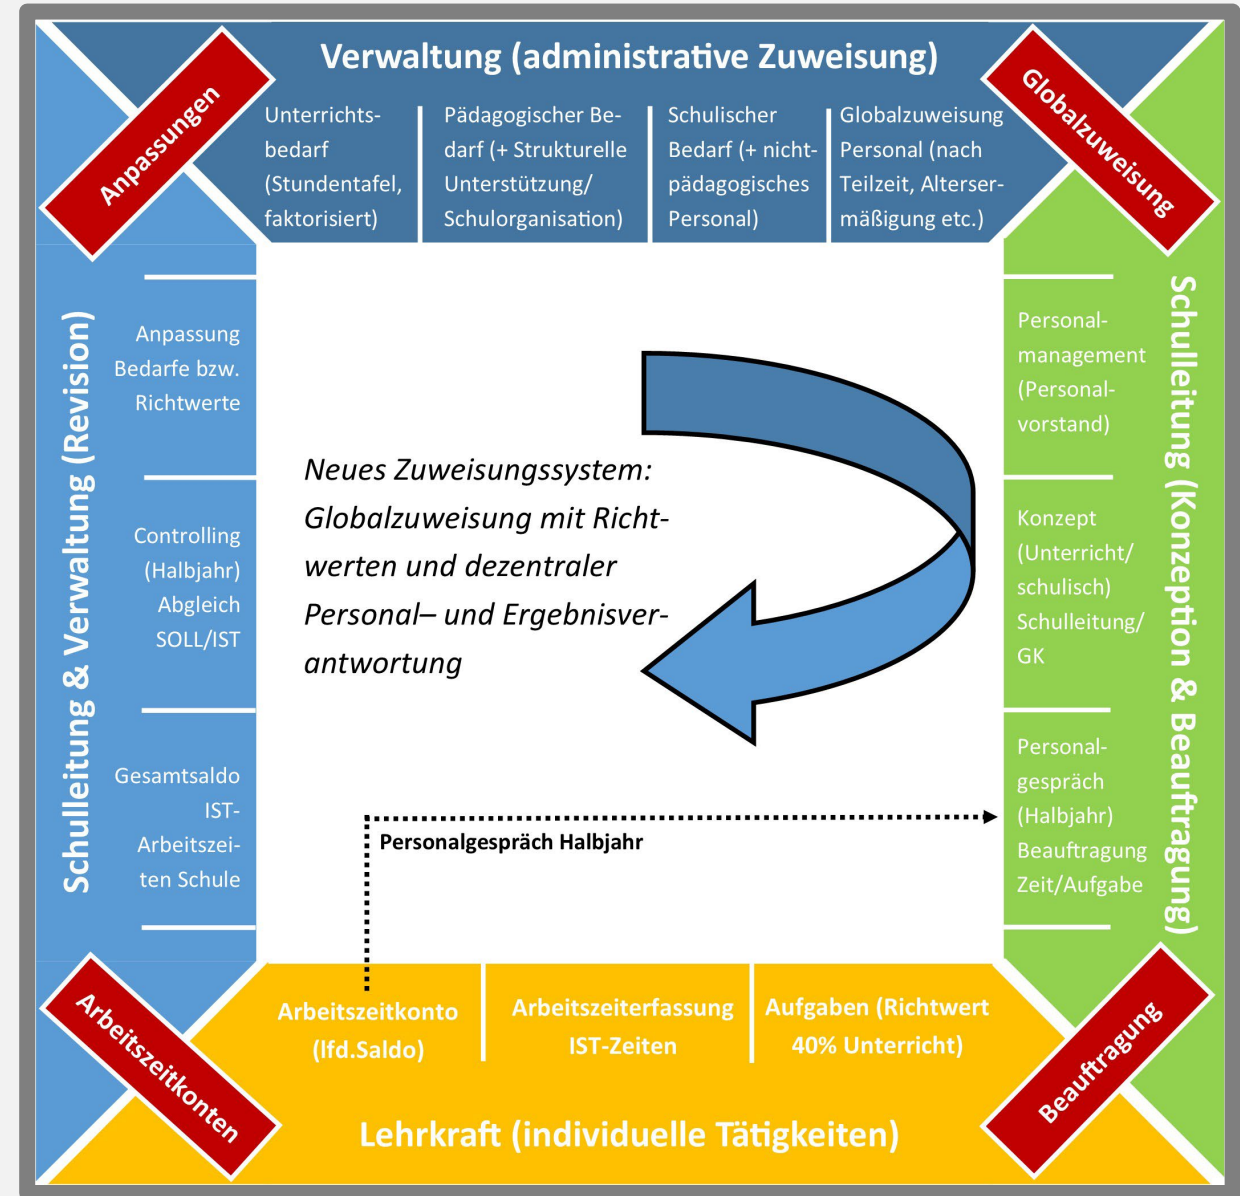 Verwaltung (administrative Zuweisung)
Anpassungen
Globalzuweisung
Unterrichts-
bedarf
(Stundentafel,
faktorisiert)
Pädagogischer Be-
darf (+ Strukturelle
Unterstützung/
Schulorganisation)
Schulischer
Bedarf (+ nicht-
pädagogisches
Personal)
Globalzuweisung
Personal (nach
Teilzeit, Alterser-
mäßigung etc.)
Schulleitung & Verwaltung (Revision)
Anpassung
Bedarfe bzw.
Richtwerte
Controlling
(Halbjahr)
Abgleich
SOLL/IST
Gesamtsaldo
IST-
Arbeitszei-
ten Schule
Neues Zuweisungssystem:
Globalzuweisung mit Richt-
werten und dezentraler
Personal– und Ergebnisver-
antwortung
Personalgespräch Halbjahr
Personal-
management
(Personal-
vorstand)
Konzept
(Unterricht/
schulisch)
Schulleitung/
GK
Personal-
gespräch
(Halbjahr)
Beauftragung
Zeit/Aufgabe
Schulleitung (Konzeption & Beauftragung)
Arbeitszeitkonten
Arbeitszeitkonto
(lfd.Saldo)
Arbeitszeiterfassung
IST-Zeiten
Aufgaben (Richtwert
40% Unterricht)
Beauftragung
Lehrkraft (individuelle Tätigkeiten)